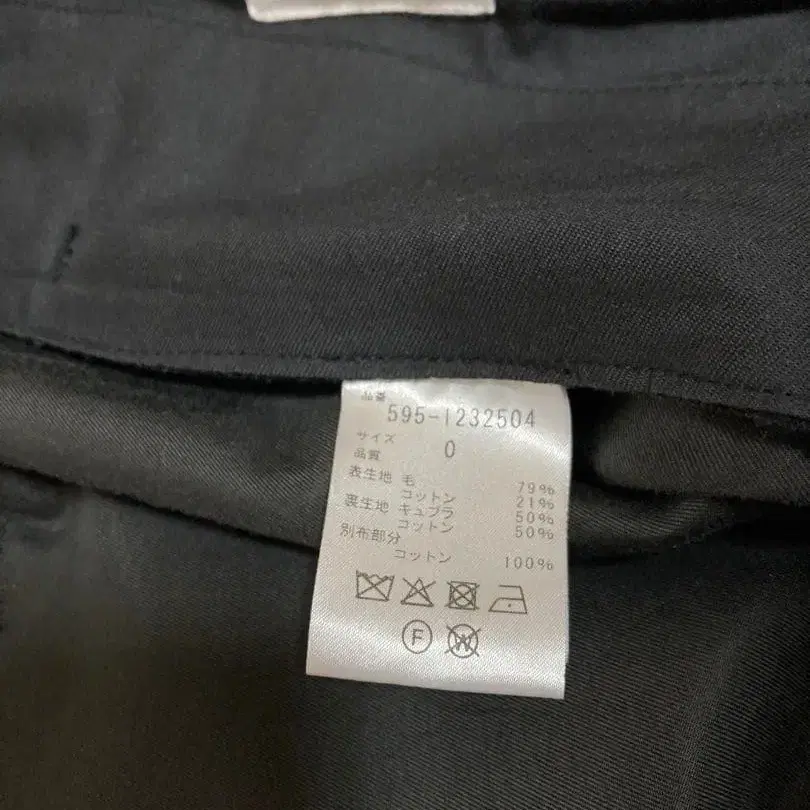 品番
595-1232504
サイズ 0
品質
表生地 毛 79%
コットン 21%
裏生地 キュプラ 50%
コットン 50%
別布部分
コットン 100%
F W